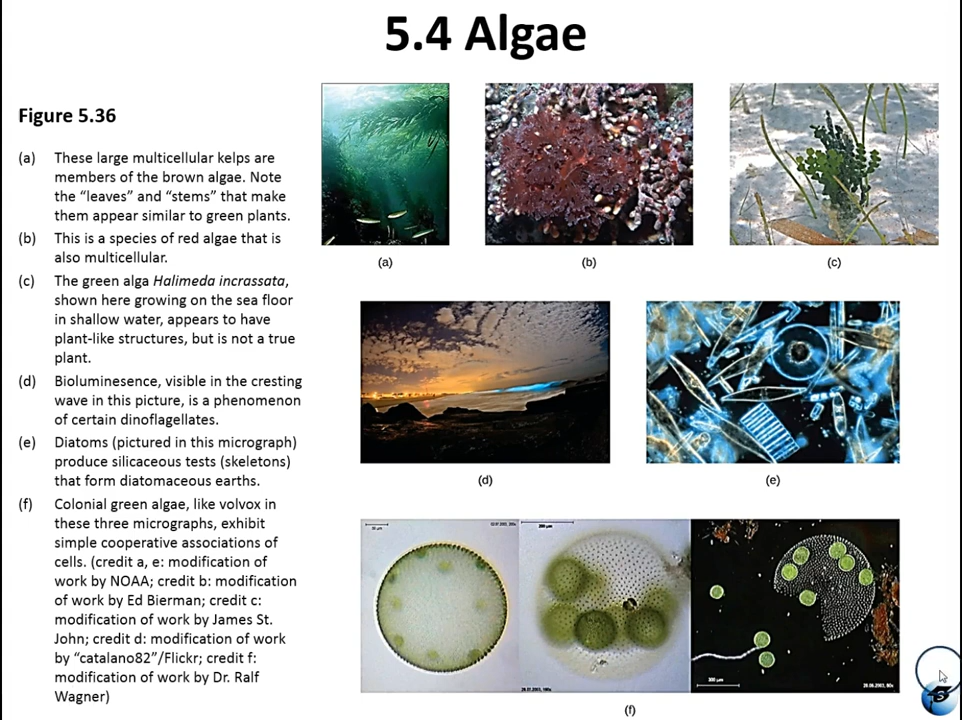 5.4 Algae
Figure 5.36
(a) These large multicellular kelps are
members of the brown algae. Note
the “leaves” and “stems” that make
them appear similar to green plants.
(b) This is a species of red algae that is
also multicellular.
(c) The green alga Halimeda incrassata,
shown here growing on the sea floor
in shallow water, appears to have
plant-like structures, but is not a true
plant.
(d) Bioluminesence, visible in the cresting
wave in this picture, is a phenomenon
of certain dinoflagellates.
(e) Diatoms (pictured in this micrograph)
produce silicaceous tests (skeletons)
that form diatomaceous earths.
(f) Colonial green algae, like volvox in
these three micrographs, exhibit
simple cooperative associations of
cells. (credit a, e: modification of
work by NOAA; credit b: modification
of work by Ed Bierman; credit c:
modification of work by James St.
John; credit d: modification of work
by “catalano82”/Flickr; credit f:
modification of work by Dr. Ralf
Wagner)
(a)
(b)
(c)
(d)
(e)
(f)